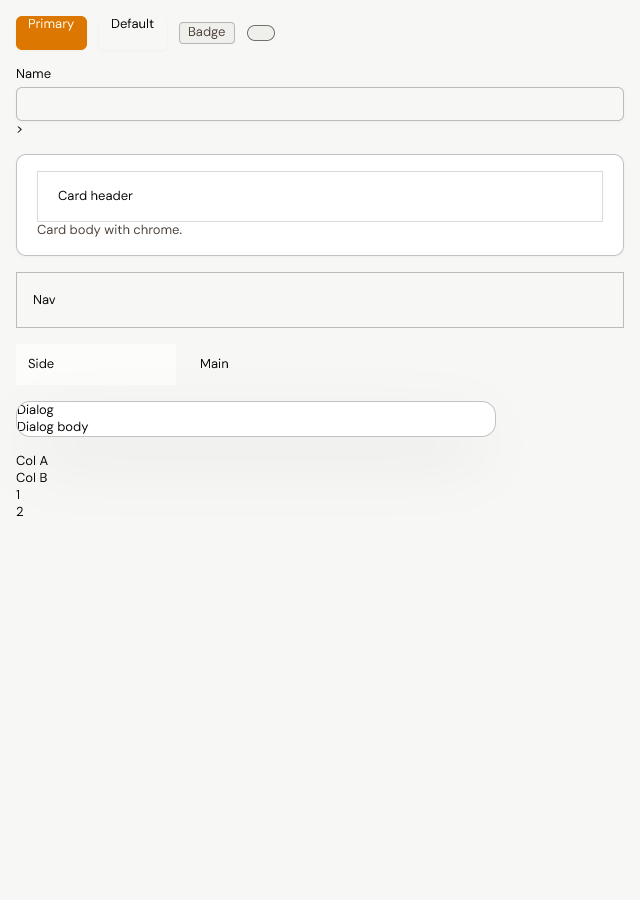 Primary
Default
Badge
Name
>
Card header
Card body with chrome.
Nav
Side
Main
Dialog
Dialog body
Col A
Col B
1
2